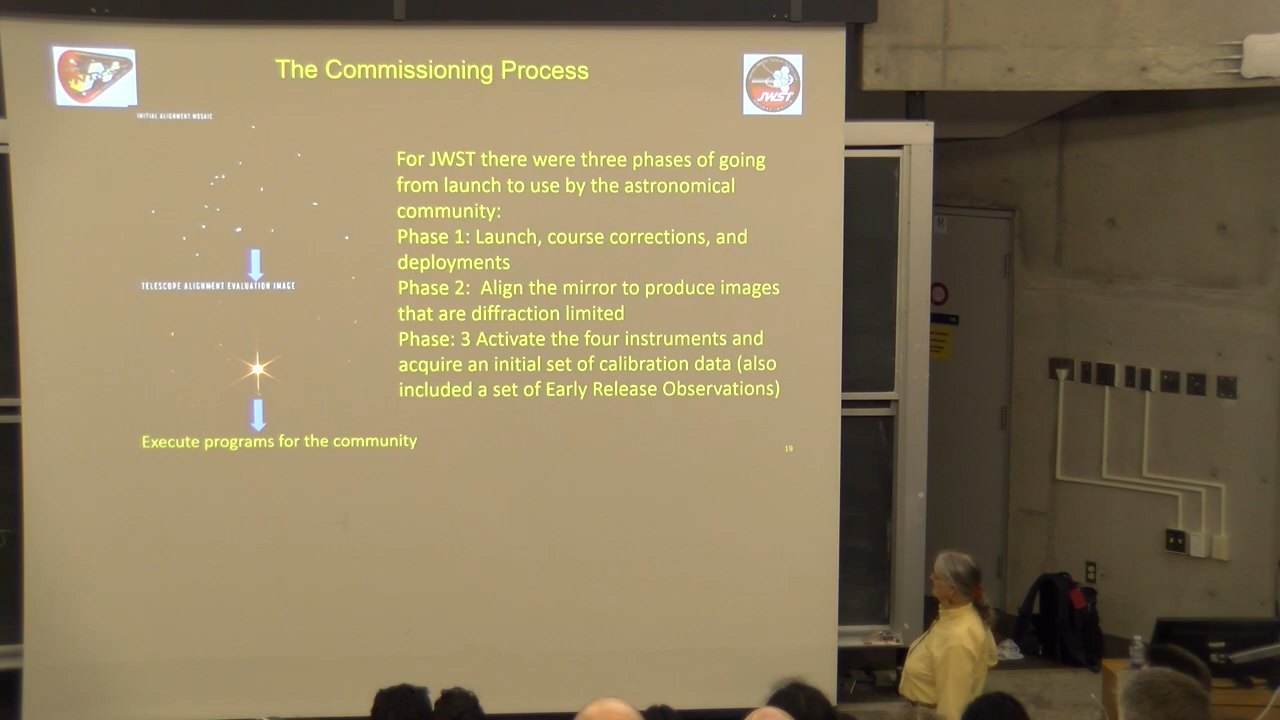 The Commissioning Process
JWST
INITIAL ALIGNMENT MOSAIC
For JWST there were three phases of going
from launch to use by the astronomical
community:
Phase 1: Launch, course corrections, and
deployments
Phase 2:  Align the mirror to produce images
that are diffraction limited
Phase: 3 Activate the four instruments and
acquire an initial set of calibration data (also
included a set of Early Release Observations)
TELESCOPE ALIGNMENT EVALUATION IMAGE
Execute programs for the community
19